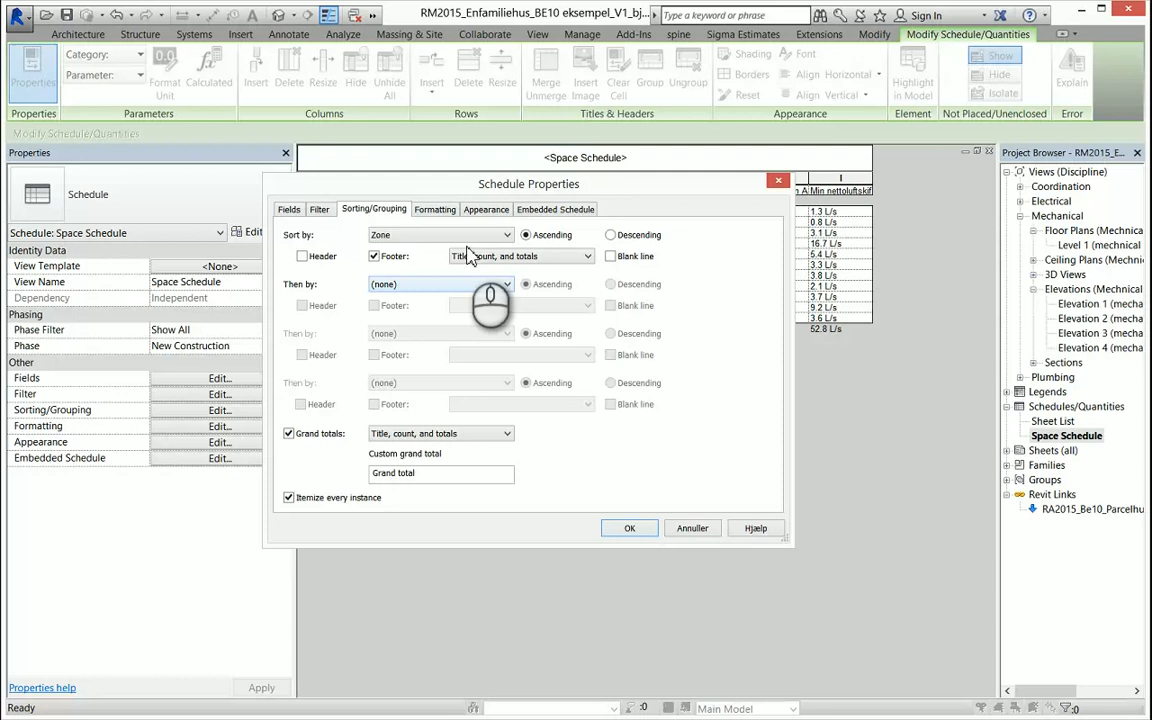 RM2015_Enfamiliehus_BE10 eksempel_V1_bj...
Type a keyword or phrase
Sign In
Architecture Structure Systems Insert Annotate Analyze Massing & Site Collaborate View Manage Add-Ins spine Sigma Estimates Extensions Modify Modify Schedule/Quantities
Properties
Category:
Parameter:
Format Unit
Calculated
Insert
Delete
Resize
Hide
Unhide All
Insert
Delete
Resize
Merge Unmerge
Insert Image
Clear Cell
Group
Ungroup
Shading
Borders
Reset
Font
Align Horizontal
Align Vertical
Highlight in Model
Show
Hide
Isolate
Explain
Properties Parameters Columns Rows Titles & Headers Appearance Element Not Placed/Unenclosed Error
Modify Schedule/Quantities
Properties
Schedule
Schedule: Space Schedule
Edit
Identity Data
View Template <None>
View Name Space Schedule
Dependency Independent
Phasing
Phase Filter Show All
Phase New Construction
Other
Fields Edit...
Filter Edit...
Sorting/Grouping Edit...
Formatting Edit...
Appearance Edit...
Embedded Schedule Edit...
Properties help
Apply
<Space Schedule>
I
n A Min nettoluftskif
1.3 L/s
0.8 L/s
3.1 L/s
16.7 L/s
5.4 L/s
3.3 L/s
3.8 L/s
2.1 L/s
3.7 L/s
9.2 L/s
3.6 L/s
52.8 L/s
Schedule Properties
Fields Filter Sorting/Grouping Formatting Appearance Embedded Schedule
Sort by: Zone Ascending Descending
Header Footer: Title, count, and totals Blank line
Then by: (none) Ascending Descending
Header Footer: Blank line
Then by: (none) Ascending Descending
Header Footer: Blank line
Then by: (none) Ascending Descending
Header Footer: Blank line
Grand totals: Title, count, and totals
Custom grand total
Grand total
Itemize every instance
OK Annuller Hjælp
Project Browser - RM2015_E...
Views (Discipline)
Coordination
Electrical
Mechanical
Floor Plans (Mechanic
Level 1 (mechanical
Ceiling Plans (Mechan
3D Views
Elevations (Mechanica
Elevation 1 (mecha
Elevation 2 (mecha
Elevation 3 (mecha
Elevation 4 (mecha
Sections
Plumbing
Legends
Schedules/Quantities
Sheet List
Space Schedule
Sheets (all)
Families
Groups
Revit Links
RA2015_Be10_Parcelhu
Ready
:0
Main Model
:0